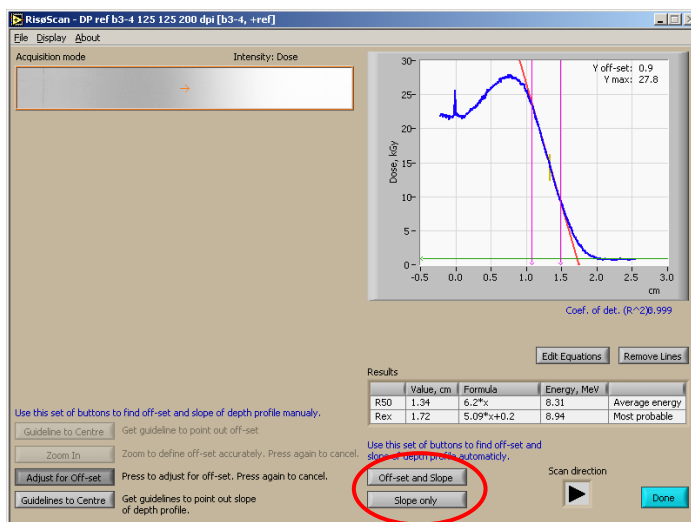 RisøScan - DP ref b3-4 125 125 200 dpi [b3-4, +ref]
File Display About
Acquisition mode
Intensity: Dose
Y off-set: 0.9
Y max: 27.8
30-
25-
20-
15-
10-
5-
0-
Dose, kGy
-0.5 0.0 0.5 1.0 1.5 2.0 2.5 3.0
cm
Coef. of det. (R^2)0.999
Edit Equations
Remove Lines
Results
Value, cm Formula Energy, MeV
R50 1.34 6.2*x 8.31 Average energy
Rex 1.72 5.09*x+0.2 8.94 Most probable
Use this set of buttons to find off-set and slope of depth profile manualy.
Guideline to Centre
Get guideline to point out off-set
Zoom In
Zoom to define off-set accurately. Press again to cancel.
Adjust for Off-set
Press to adjust for off-set. Press again to cancel.
Guidelines to Centre
Get guidelines to point out slope
of depth profile.
Use this set of buttons to find off-set and
slope of depth profile automaticly.
Off-set and Slope
Slope only
Scan direction
Done